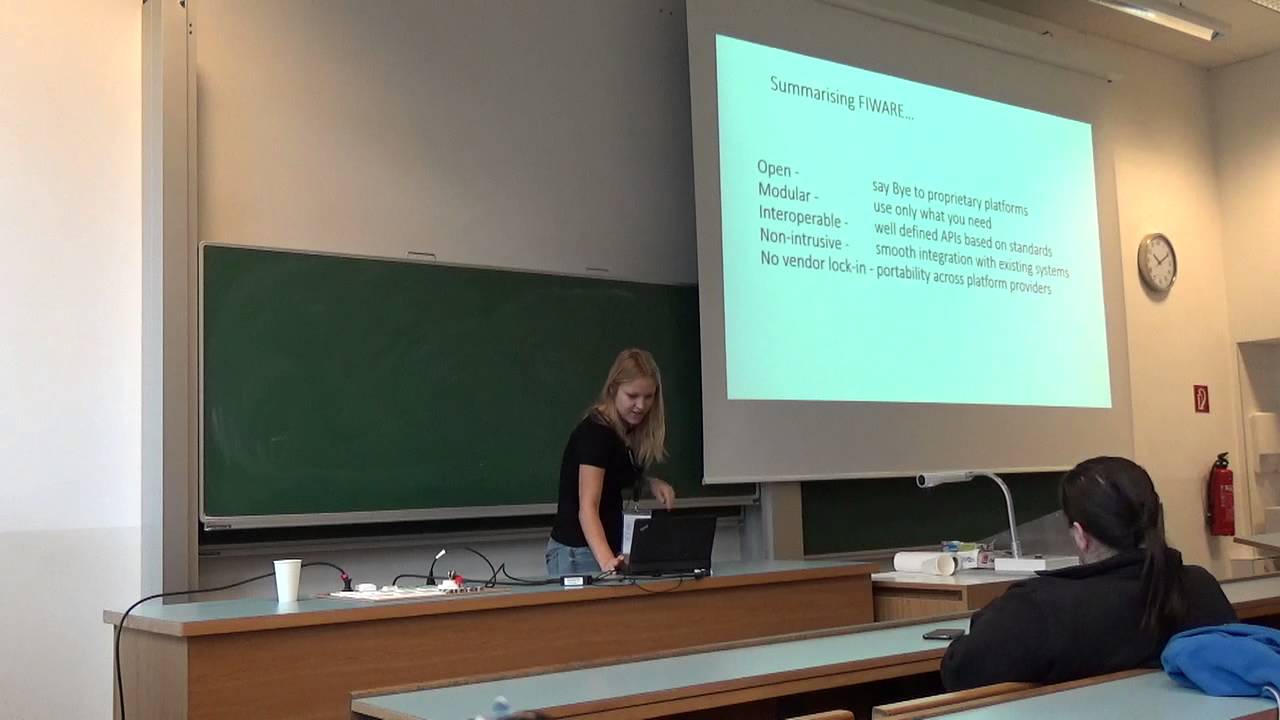 Summarising FIWARE...
Open - say Bye to proprietary platforms
Modular - use only what you need
Interoperable - well defined APIs based on standards
Non-intrusive - smooth integration with existing systems
No vendor lock-in - portability across platform providers